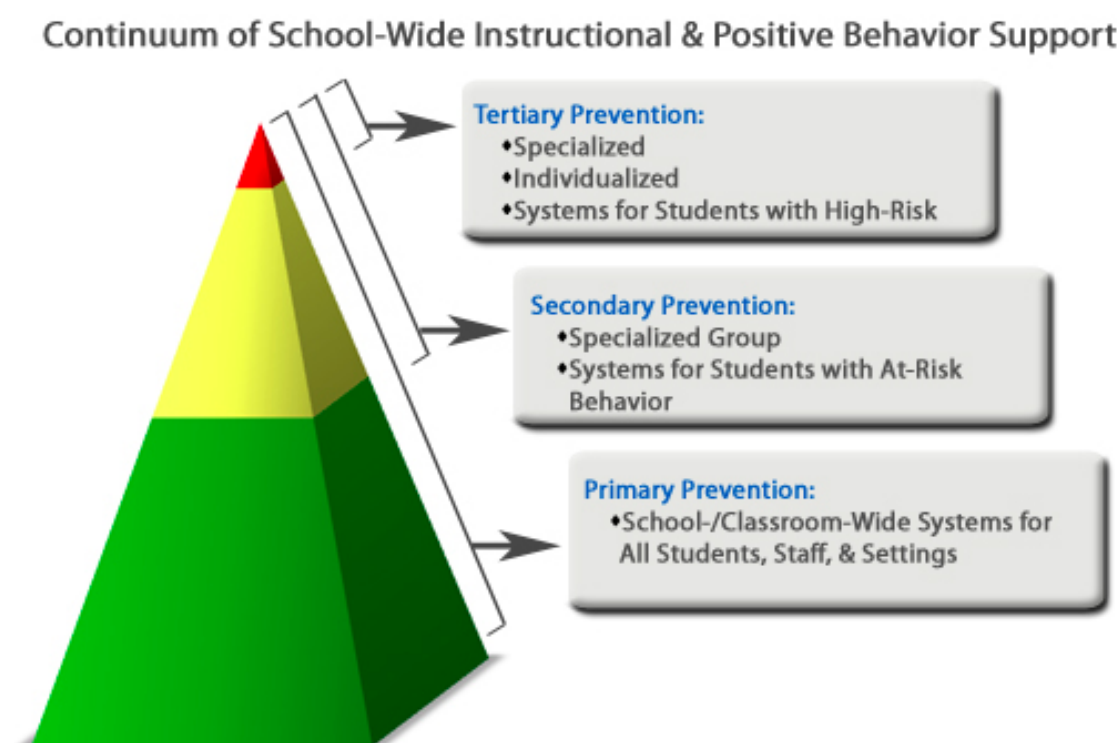 Continuum of School-Wide Instructional & Positive Behavior Support
Tertiary Prevention:
♦Specialized
♦Individualized
♦Systems for Students with High-Risk
Secondary Prevention:
♦Specialized Group
♦Systems for Students with At-Risk
Behavior
Primary Prevention:
♦School-/Classroom-Wide Systems for
All Students, Staff, & Settings